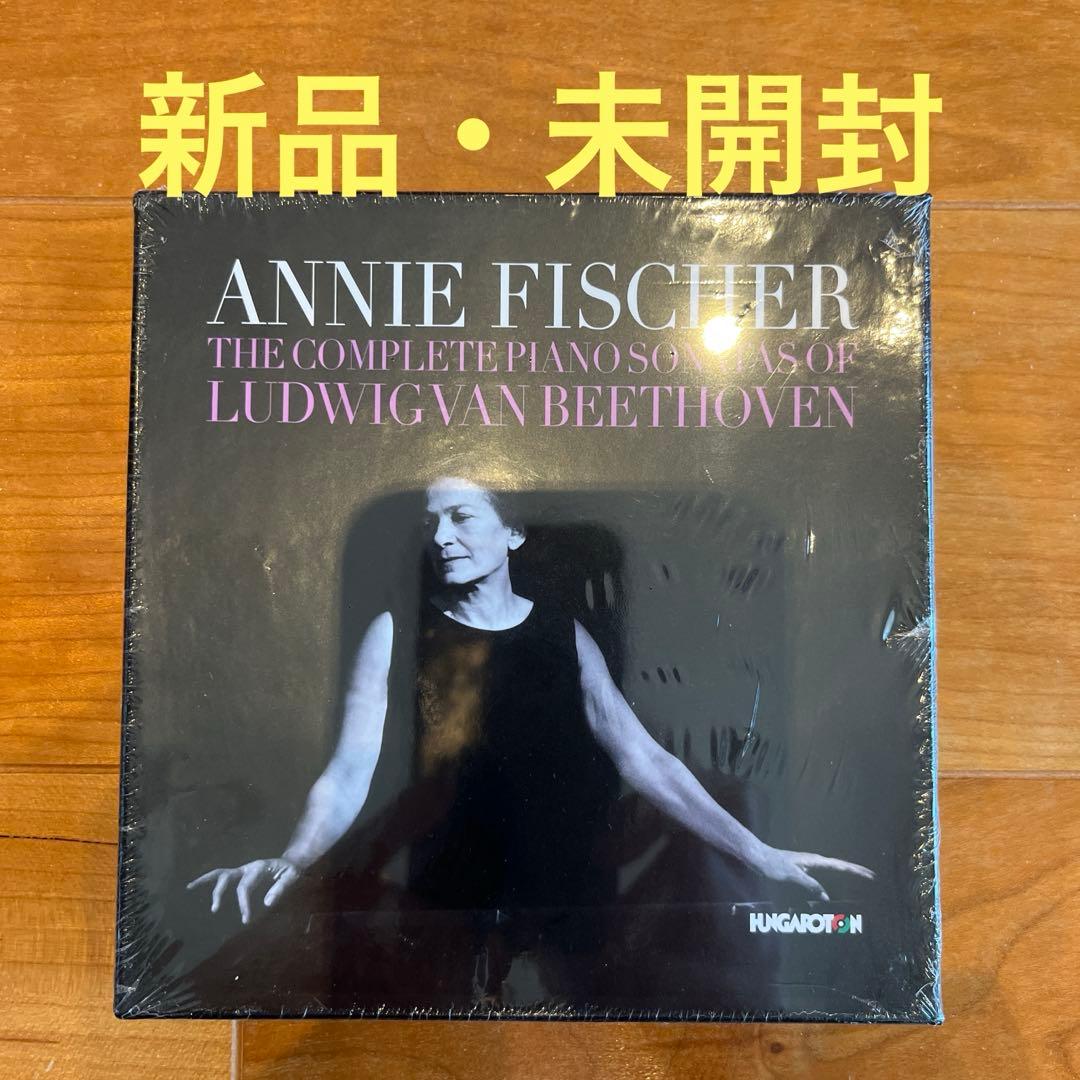 新品・未開封
ANNIE FISCHER
THE COMPLETE PIANO SONATAS OF
LUDWIG VAN BEETHOVEN
HUNGAROTON